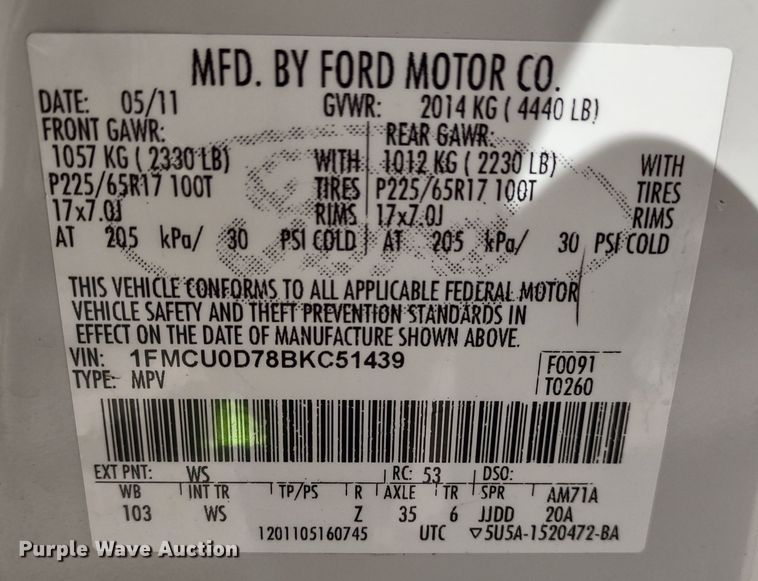 MFD. BY FORD MOTOR CO.
DATE: 05/11 GVWR: 2014 KG ( 4440 LB)
FRONT GAWR: REAR GAWR:
1057 KG ( 2330 LB) WITH 1012 KG ( 2230 LB) WITH
P225/65R17 100T TIRES P225/65R17 100T TIRES
17x7.0J RIMS 17x7.0J RIMS
AT 205 kPa/ 30 PSI COLD AT 205 kPa/ 30 PSI COLD
THIS VEHICLE CONFORMS TO ALL APPLICABLE FEDERAL MOTOR
VEHICLE SAFETY AND THEFT PREVENTION STANDARDS IN
EFFECT ON THE DATE OF MANUFACTURE SHOWN ABOVE.
VIN: 1FMCU0D78BKC51439 F0091
TYPE: MPV T0260
EXT PNT: WS RC: 53 DSO:
WB INT TR TP/PS R AXLE TR SPR AM71A
103 WS Z 35 6 JJDD 20A
1201105160745 UTC ▽5U5A-1520472-BA
Purple Wave Auction